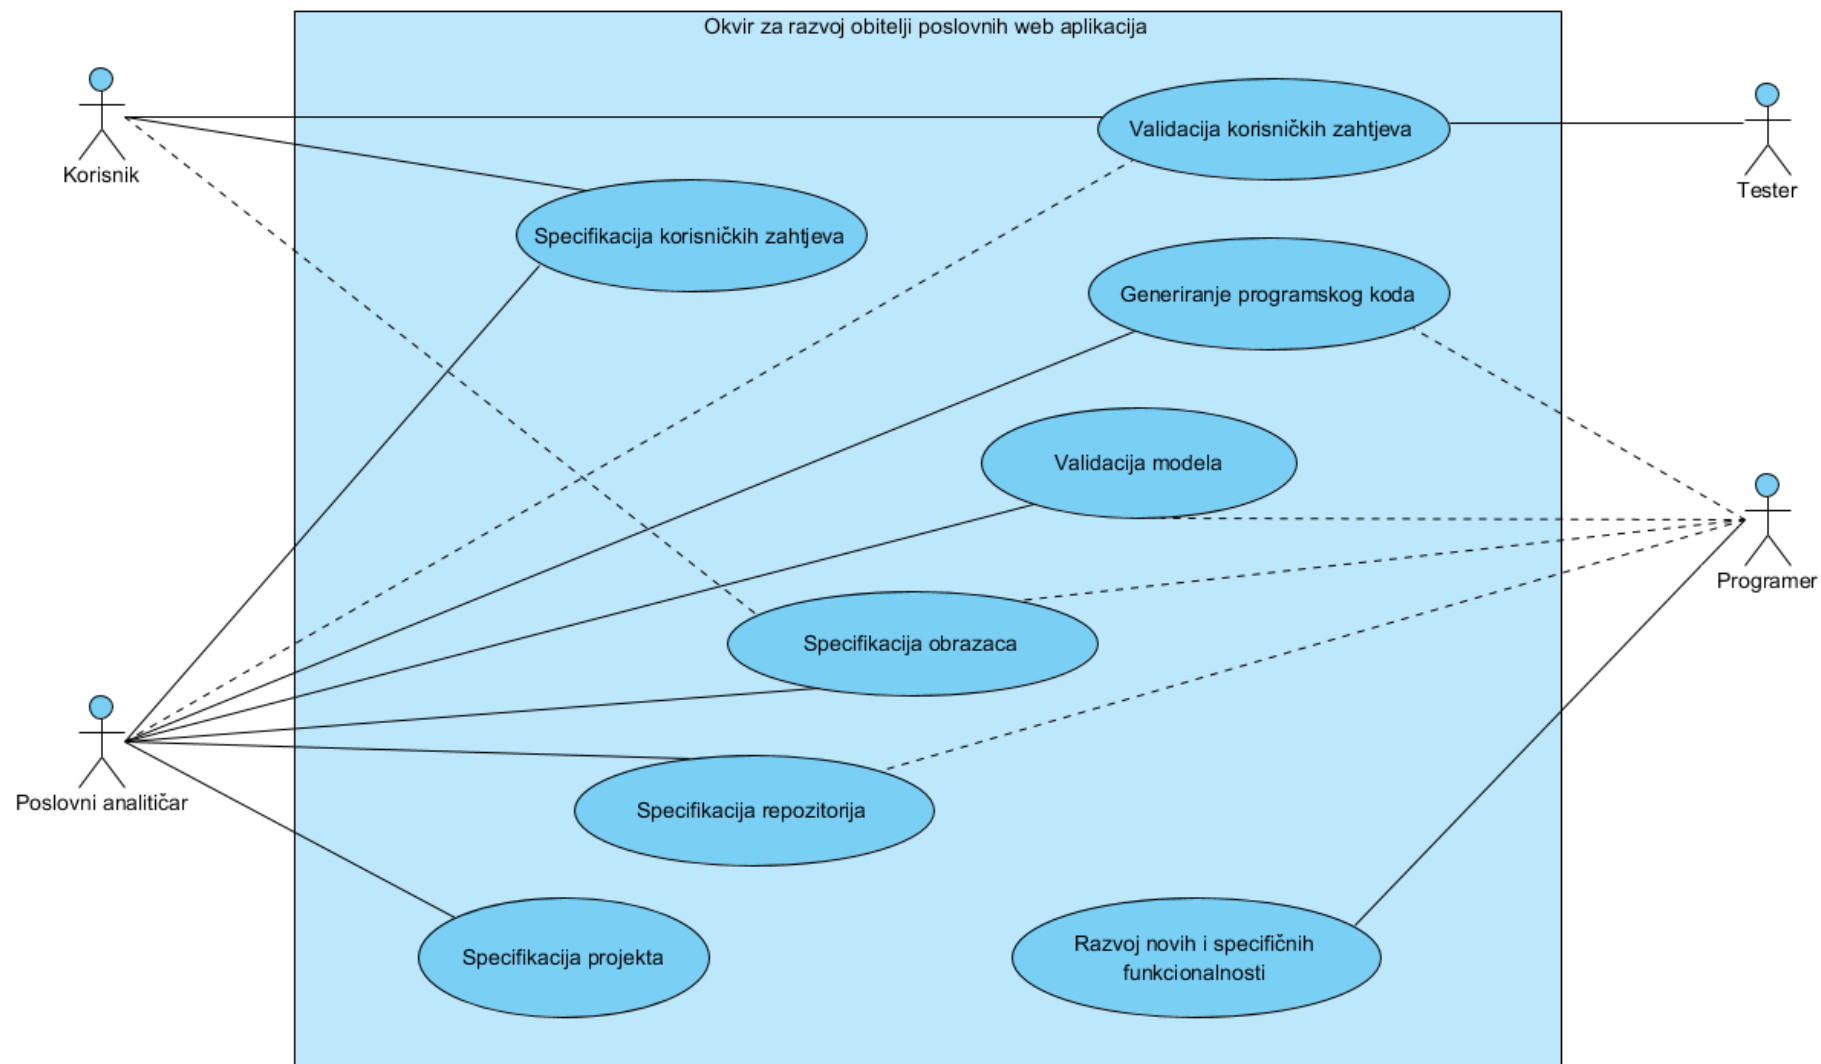 Okvir za razvoj obitelji poslovnih web aplikacija
Korisnik
Validacija korisničkih zahtjeva
Tester
Specifikacija korisničkih zahtjeva
Generiranje programskog koda
Validacija modela
Programer
Specifikacija obrazaca
Poslovni analitičar
Specifikacija repozitorija
Specifikacija projekta
Razvoj novih i specifičnih
funkcionalnosti